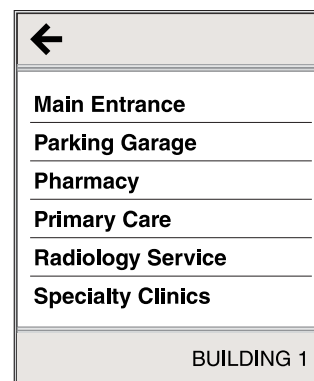 Main Entrance
Parking Garage
Pharmacy
Primary Care
Radiology Service
Specialty Clinics
BUILDING 1